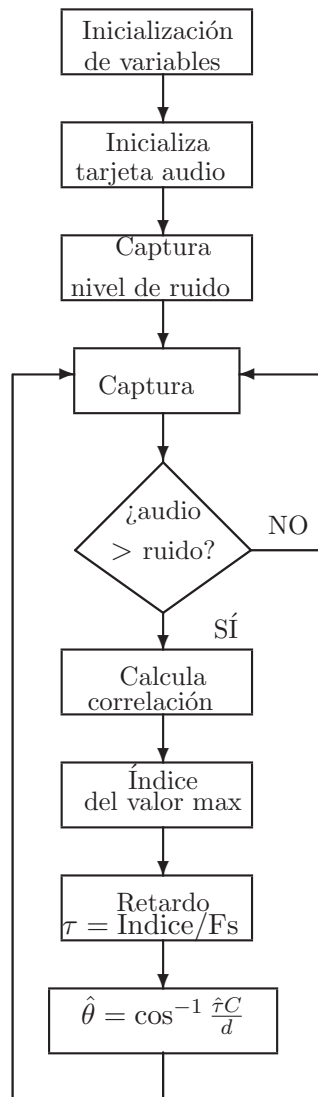 Inicialización
de variables
Inicializa
tarjeta audio
Captura
nivel de ruido
Captura
¿audio
> ruido?
NO
SÍ
Calcula
correlación
Índice
del valor max
Retardo
τ = Indice/Fs
θ̂ = cos⁻¹ τ̂C/d